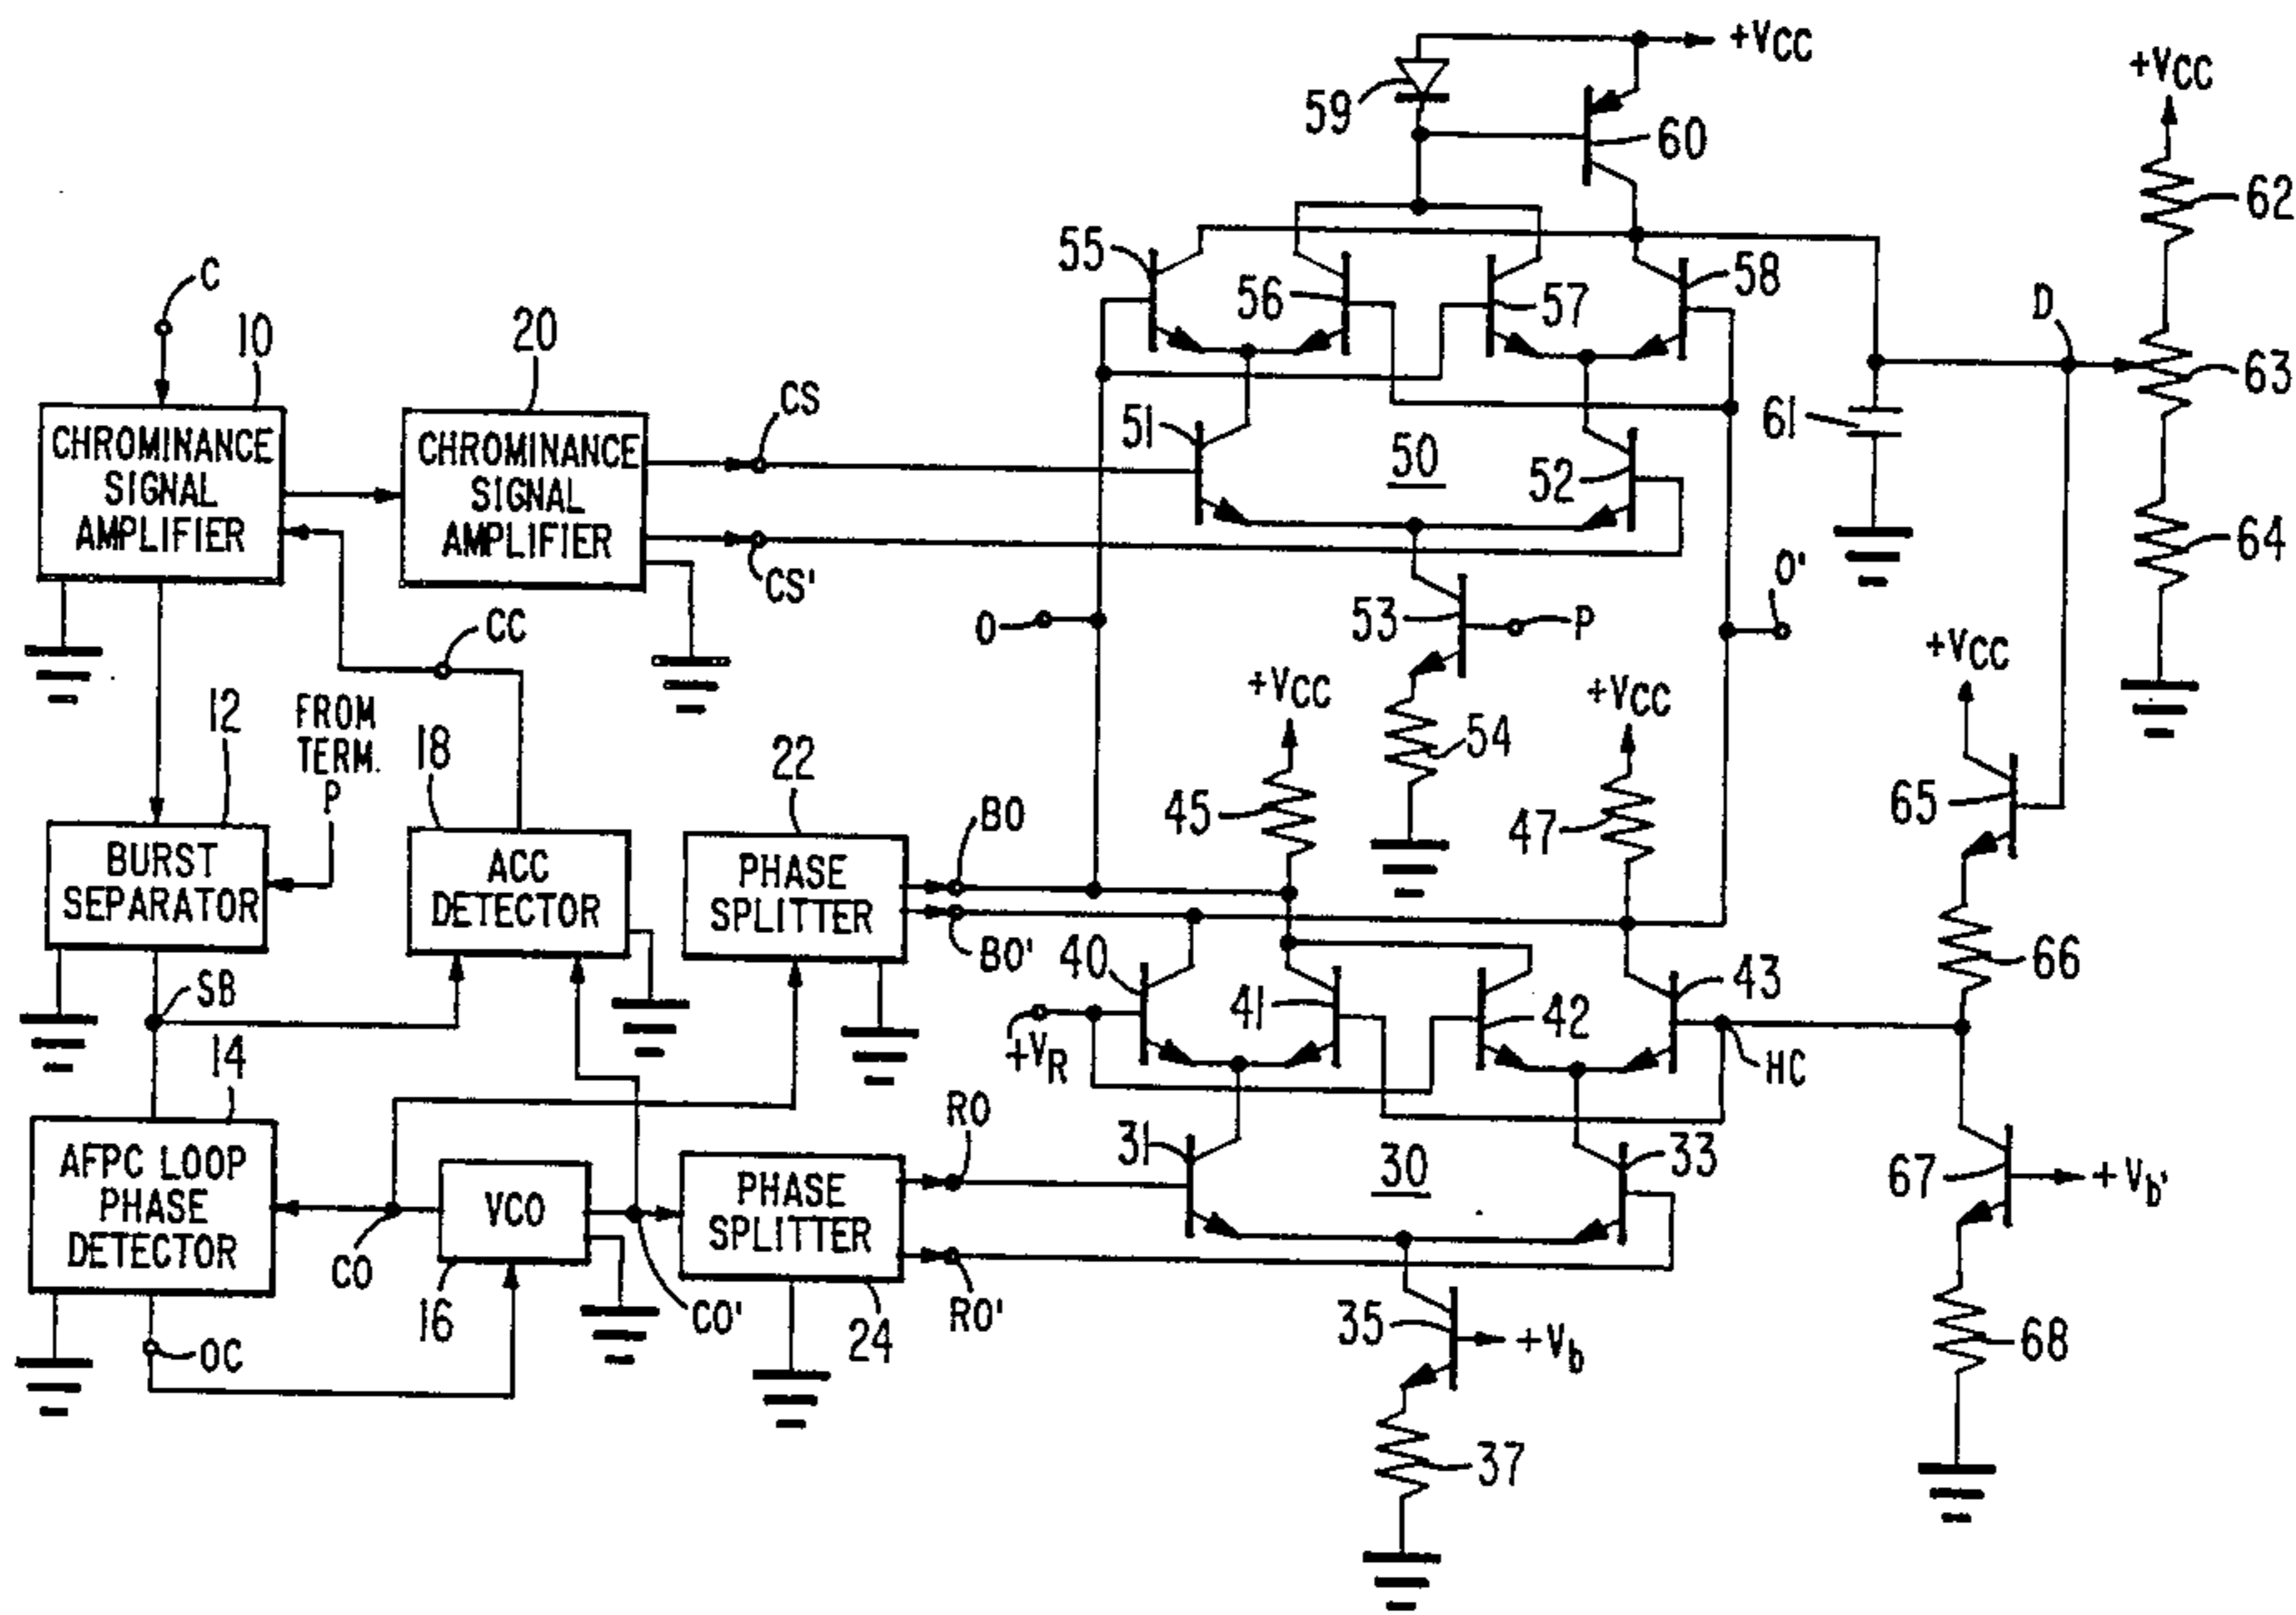 +VCC
+VCC
59
60
62
C
10
20
55
56
57
58
D
63
CS
51
50
52
61
CHROMINANCE
SIGNAL
AMPLIFIER
CHROMINANCE
SIGNAL
AMPLIFIER
64
CS'
O
53
P
O'
CC
+VCC
+VCC
+VCC
12
FROM
TERM.
P
18
22
54
BO
45
47
65
BURST
SEPARATOR
ACC
DETECTOR
PHASE
SPLITTER
BO'
40
41
42
43
66
SB
+VR
HC
14
RO
31
30
33
67
+Vb'
AFPC LOOP
PHASE
DETECTOR
VCO
PHASE
SPLITTER
CO
16
CO'
24
RO'
35
+Vb
68
OC
37